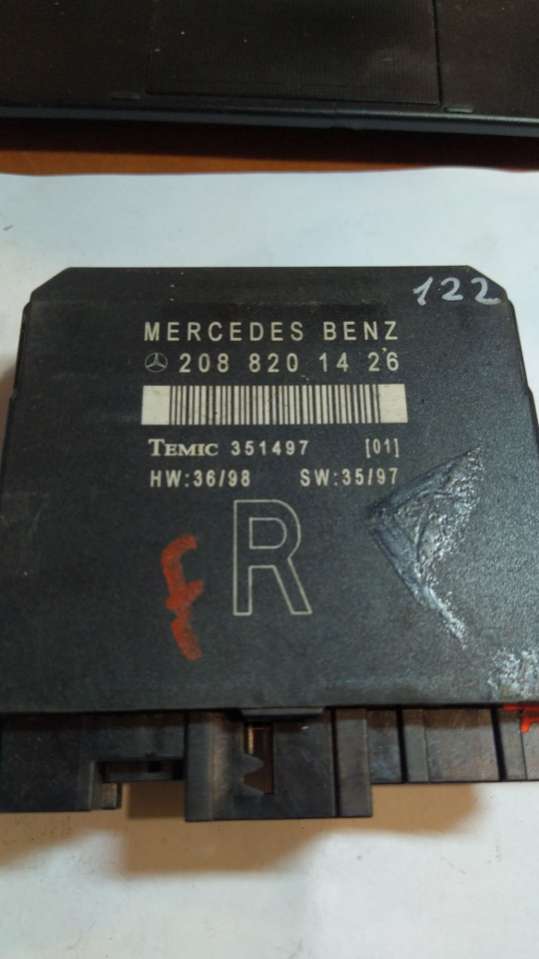 122
MERCEDES BENZ
208 820 14 26
TEMIC 351497 [01]
HW:36/98 SW:35/97
R
f